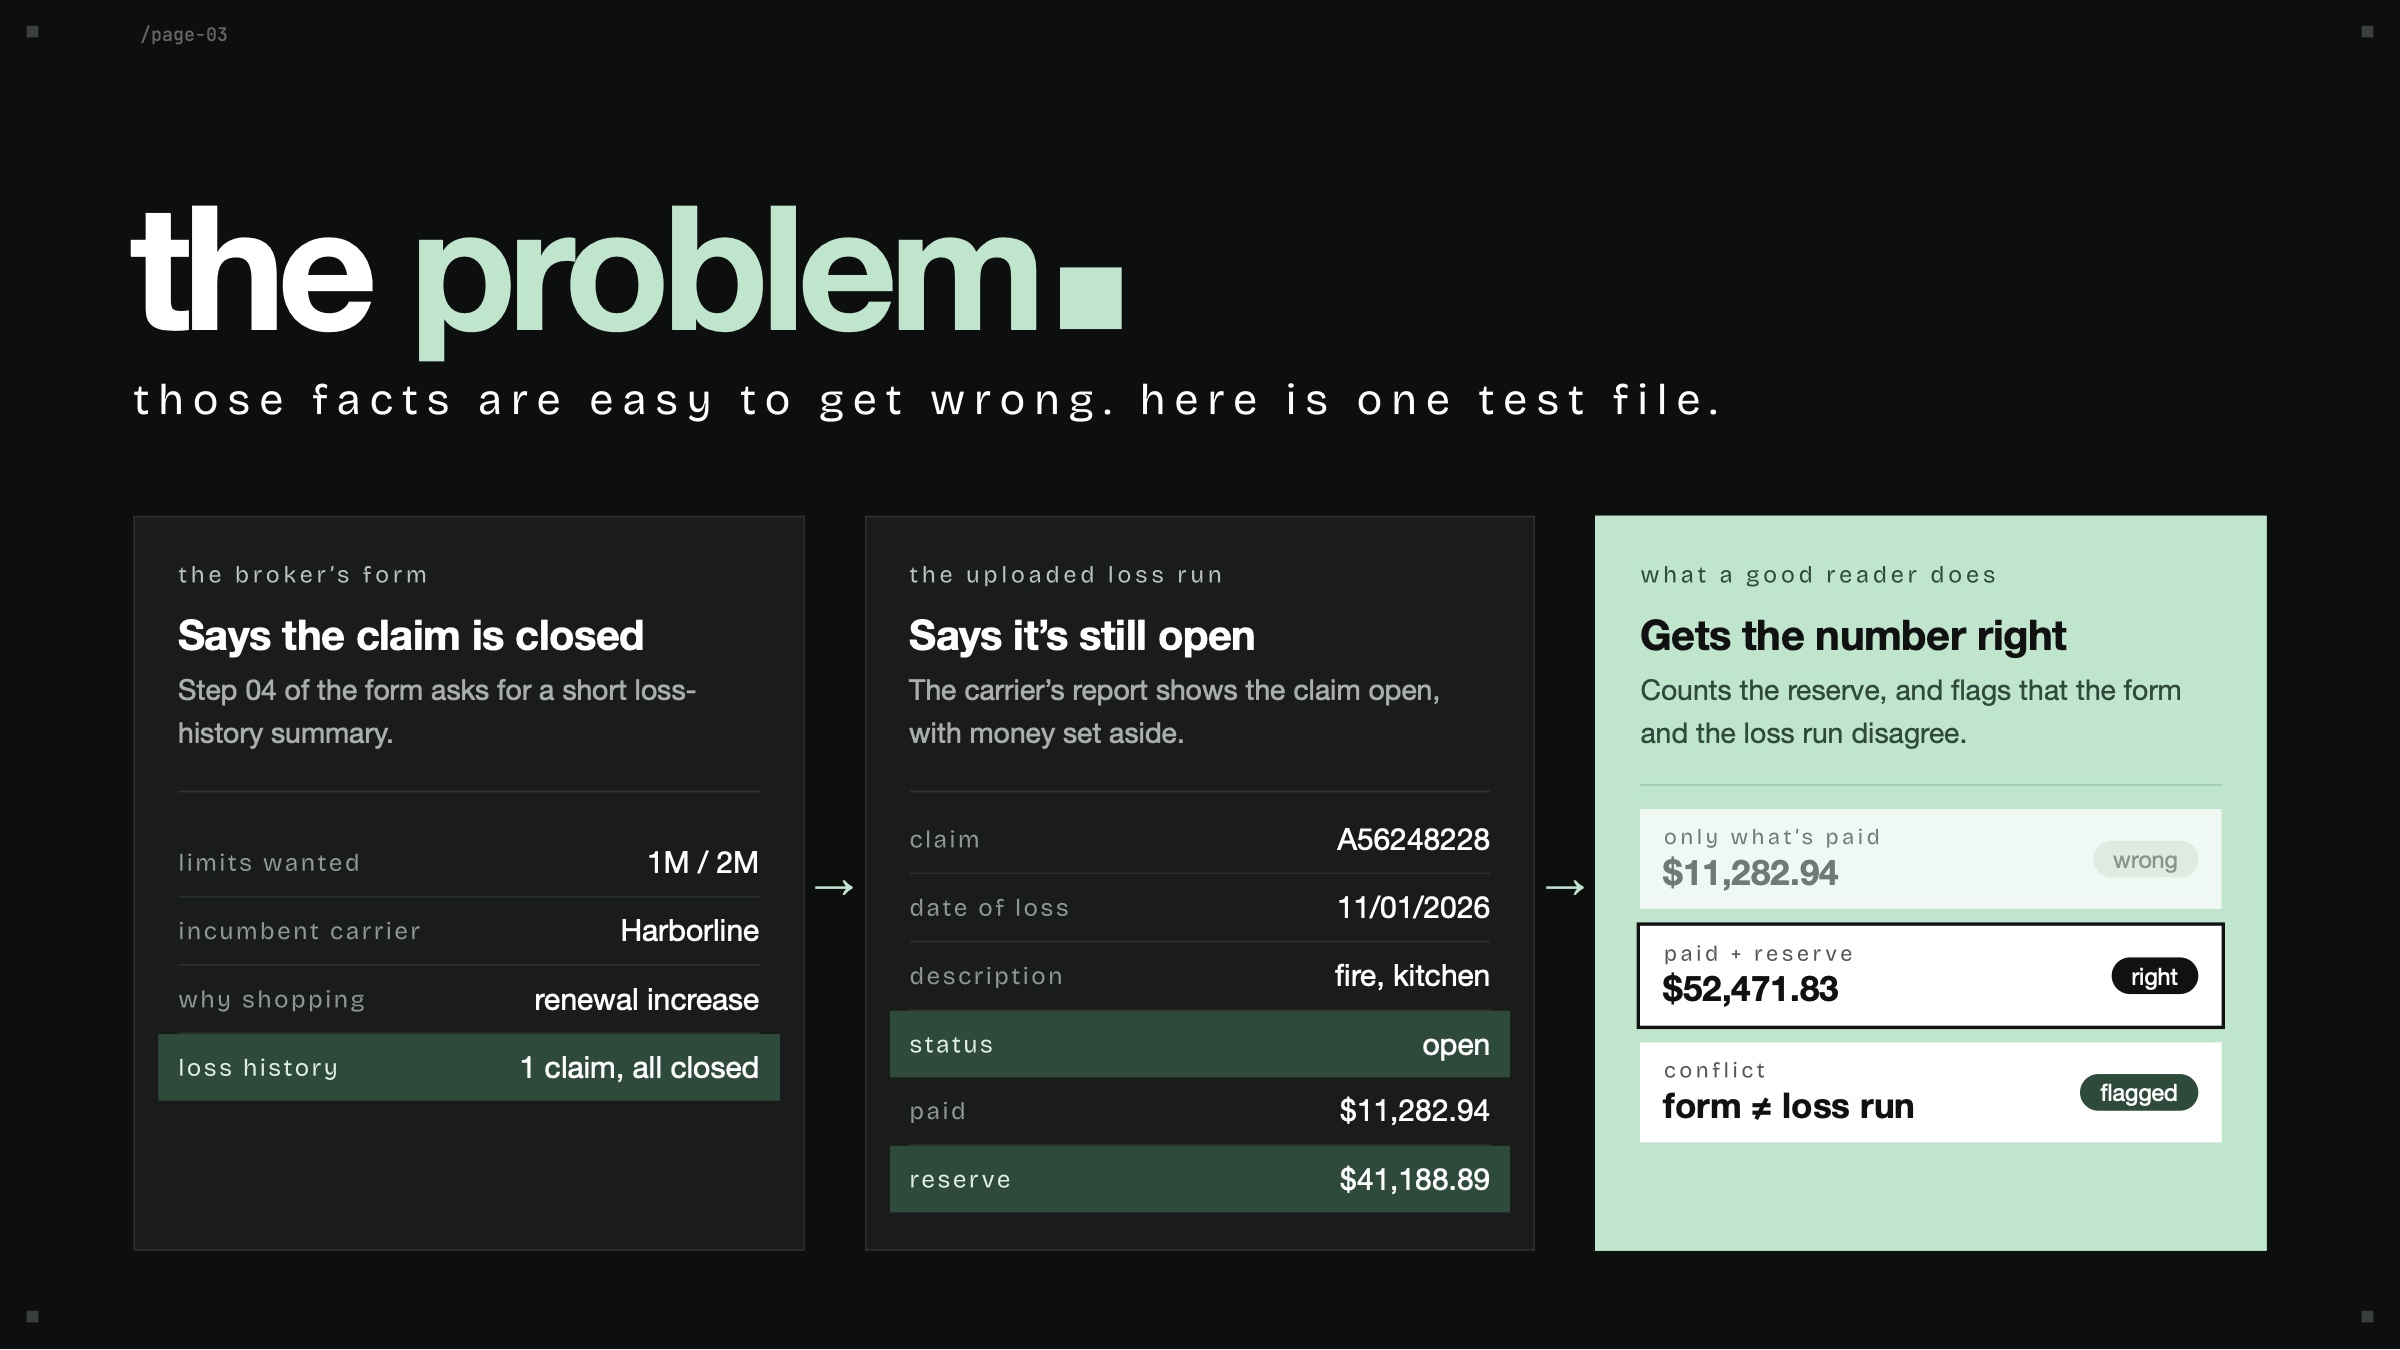 /page-03
the problem
those facts are easy to get wrong. here is one test file.
the broker’s form
Says the claim is closed
Step 04 of the form asks for a short loss-
history summary.
limits wanted 1M / 2M
incumbent carrier Harborline
why shopping renewal increase
loss history 1 claim, all closed
→
the uploaded loss run
Says it’s still open
The carrier’s report shows the claim open,
with money set aside.
claim A56248228
date of loss 11/01/2026
description fire, kitchen
status open
paid $11,282.94
reserve $41,188.89
→
what a good reader does
Gets the number right
Counts the reserve, and flags that the form
and the loss run disagree.
only what’s paid
$11,282.94 wrong
paid + reserve
$52,471.83 right
conflict
form ≠ loss run flagged